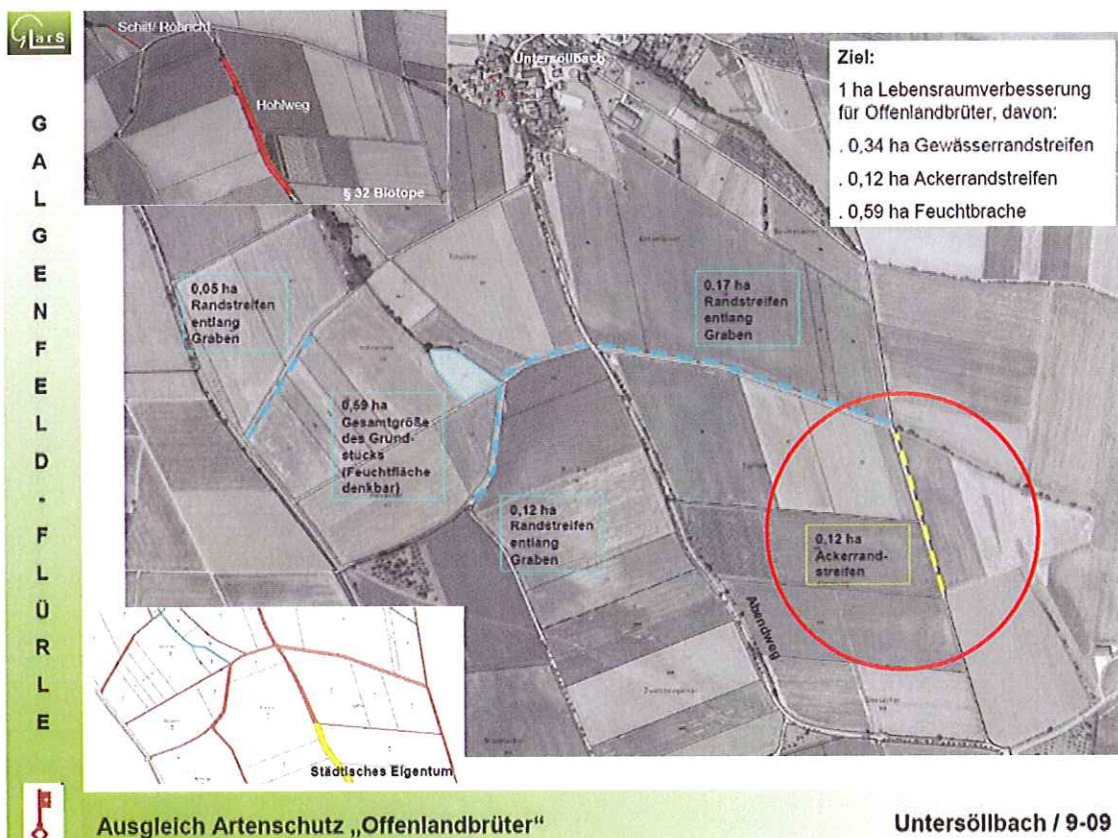 GLars
GALGENFELD-FLÜRLE
Schilf/ Röhricht
Hohlweg
§ 32 Biotope
Untersöllbach
Ziel:
1 ha Lebensraumverbesserung
für Offenlandbrüter, davon:
. 0,34 ha Gewässerrandstreifen
. 0,12 ha Ackerrandstreifen
. 0,59 ha Feuchtbrache
0,05 ha
Randstreifen
entlang
Graben
0,17 ha
Randstreifen
entlang
Graben
0,59 ha
Gesamtgröße
des Grund-
stücks
(Feuchtfläche
denkbar)
0,12 ha
Randstreifen
entlang
Graben
0,12 ha
Ackerrand-
streifen
Abendweg
Städtisches Eigentum
Ausgleich Artenschutz „Offenlandbrüter“
Untersöllbach / 9-09